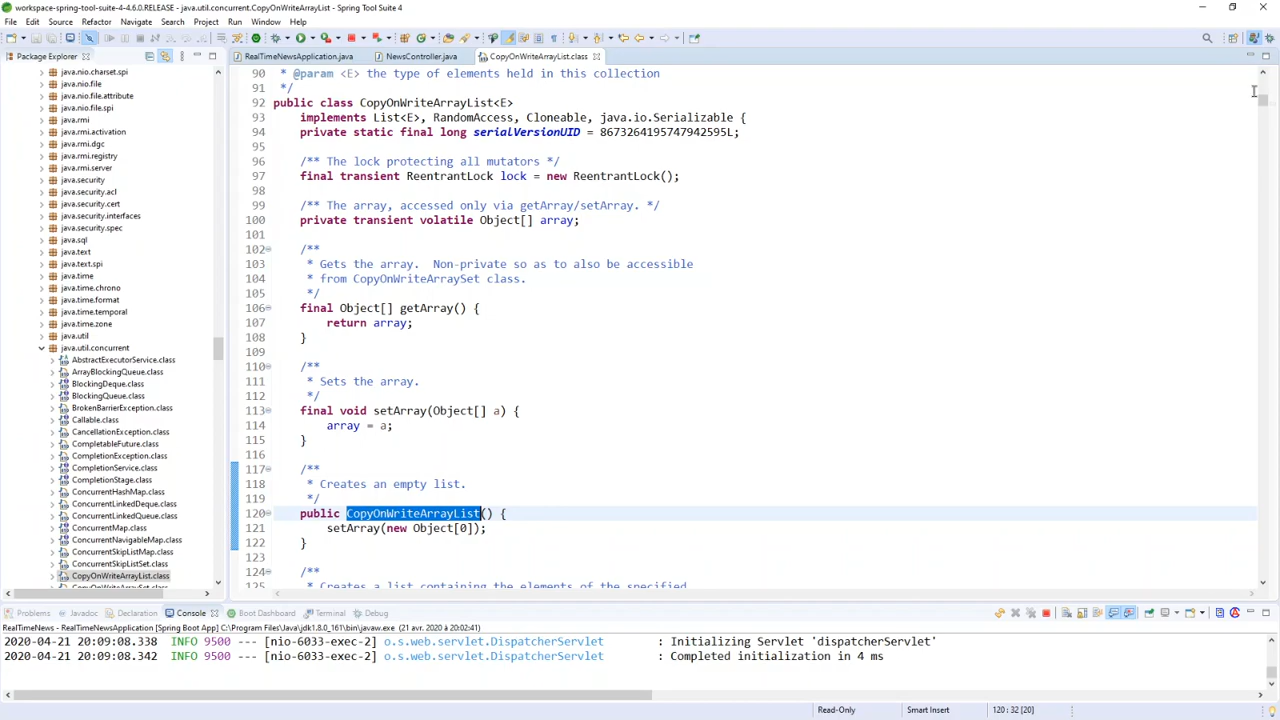 workspace-spring-tool-suite-4-4.6.0.RELEASE - java.util.concurrent.CopyOnWriteArrayList - Spring Tool Suite 4
File Edit Source Refactor Navigate Search Project Run Window Help
Package Explorer
RealTimeNewsApplication.java NewsController.java CopyOnWriteArrayList.class
java.nio.charset.spi
java.nio.file
java.nio.file.attribute
java.nio.file.spi
java.rmi
java.rmi.activation
java.rmi.dgc
java.rmi.registry
java.rmi.server
java.security
java.security.acl
java.security.cert
java.security.interfaces
java.security.spec
java.sql
java.text
java.text.spi
java.time
java.time.chrono
java.time.format
java.time.temporal
java.time.zone
java.util
java.util.concurrent
AbstractExecutorService.class
ArrayBlockingQueue.class
BlockingDeque.class
BlockingQueue.class
BrokenBarrierException.class
Callable.class
CancellationException.class
CompletableFuture.class
CompletionException.class
CompletionService.class
CompletionStage.class
ConcurrentHashMap.class
ConcurrentLinkedDeque.class
ConcurrentLinkedQueue.class
ConcurrentMap.class
ConcurrentNavigableMap.class
ConcurrentSkipListMap.class
ConcurrentSkipListSet.class
CopyOnWriteArrayList.class
CopyOnWriteArraySet.class
90 * @param <E> the type of elements held in this collection
91 */
92 public class CopyOnWriteArrayList<E>
93 implements List<E>, RandomAccess, Cloneable, java.io.Serializable {
94 private static final long serialVersionUID = 8673264195747942595L;
95
96 /** The lock protecting all mutators */
97 final transient ReentrantLock lock = new ReentrantLock();
98
99 /** The array, accessed only via getArray/setArray. */
100 private transient volatile Object[] array;
101
102 /**
103 * Gets the array.  Non-private so as to also be accessible
104 * from CopyOnWriteArraySet class.
105 */
106 final Object[] getArray() {
107 return array;
108 }
109
110 /**
111 * Sets the array.
112 */
113 final void setArray(Object[] a) {
114 array = a;
115 }
116
117 /**
118 * Creates an empty list.
119 */
120 public CopyOnWriteArrayList() {
121 setArray(new Object[0]);
122 }
123
124 /**
125 * Creates a list containing the elements of the specified
Problems Javadoc Declaration Console Boot Dashboard Terminal Debug
RealTimeNews - RealTimeNewsApplication [Spring Boot App] C:\Program Files\Java\jdk1.8.0_161\bin\javaw.exe (21 avr. 2020 à 20:02:41)
2020-04-21 20:09:08.338 INFO 9500 --- [nio-6033-exec-2] o.s.web.servlet.DispatcherServlet : Initializing Servlet 'dispatcherServlet'
2020-04-21 20:09:08.342 INFO 9500 --- [nio-6033-exec-2] o.s.web.servlet.DispatcherServlet : Completed initialization in 4 ms
Read-Only Smart Insert 120 : 32 [20]